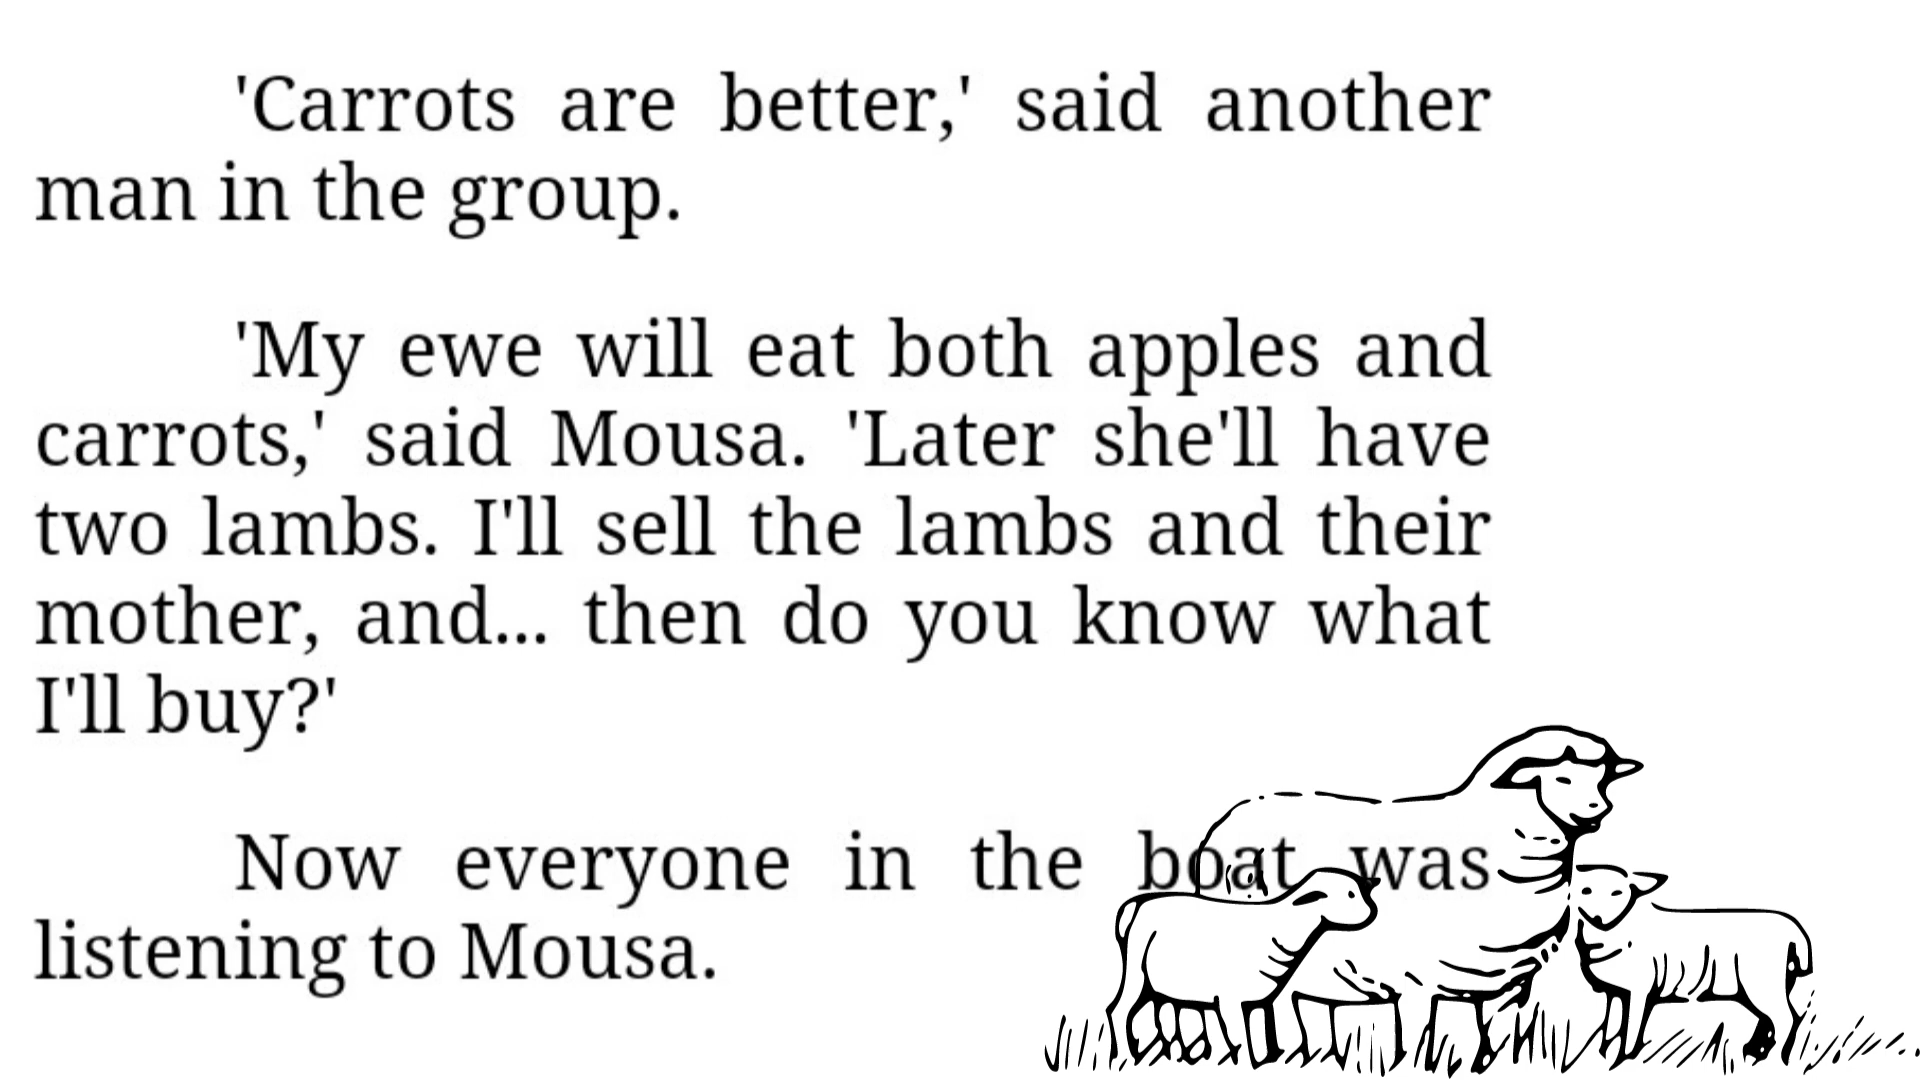 'Carrots are better,' said another
man in the group.
'My ewe will eat both apples and
carrots,' said Mousa. 'Later she'll have
two lambs. I'll sell the lambs and their
mother, and... then do you know what
I'll buy?'
Now everyone in the boat was
listening to Mousa.